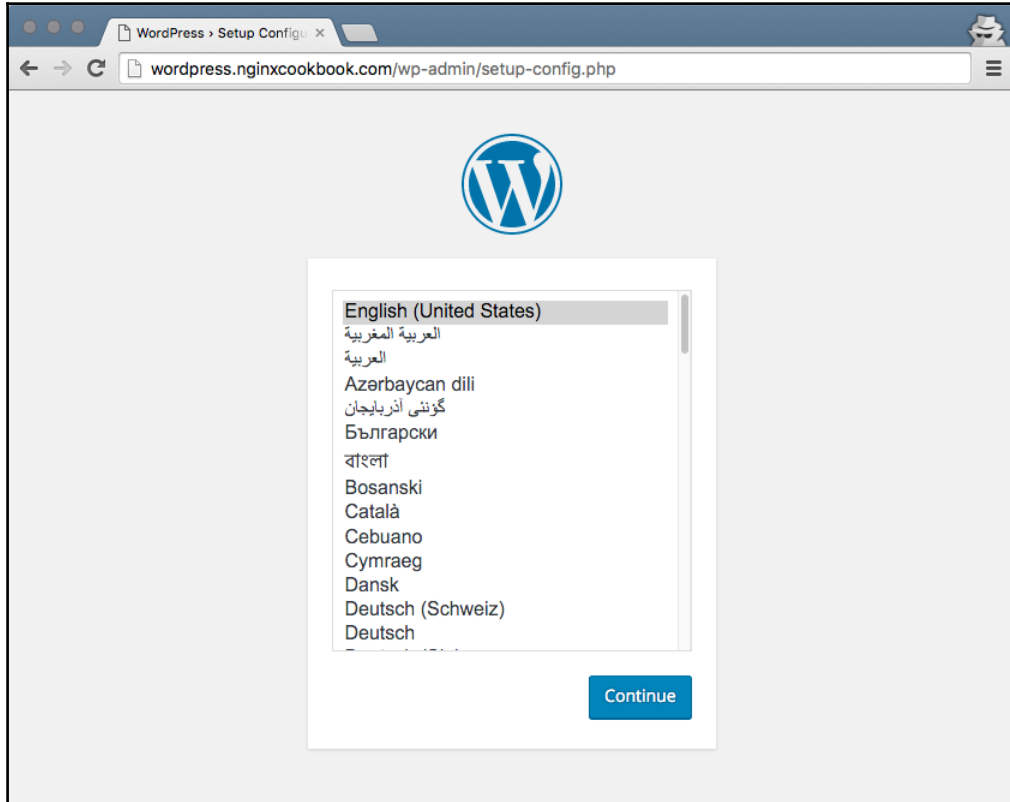 WordPress › Setup Configu
wordpress.nginxcookbook.com/wp-admin/setup-config.php
English (United States)
العربية المغربية
العربية
Azərbaycan dili
گؤنئی آذربایجان
Български
বাংলা
Bosanski
Català
Cebuano
Cymraeg
Dansk
Deutsch (Schweiz)
Deutsch
Continue